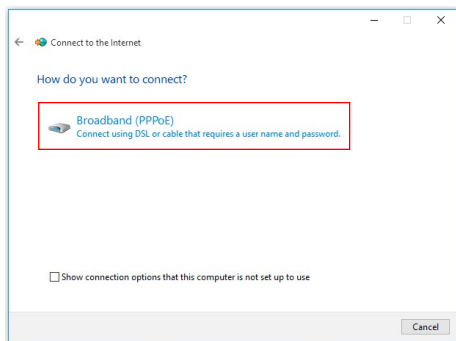 Connect to the Internet
How do you want to connect?
Broadband (PPPoE)
Connect using DSL or cable that requires a user name and password.
Show connection options that this computer is not set up to use
Cancel